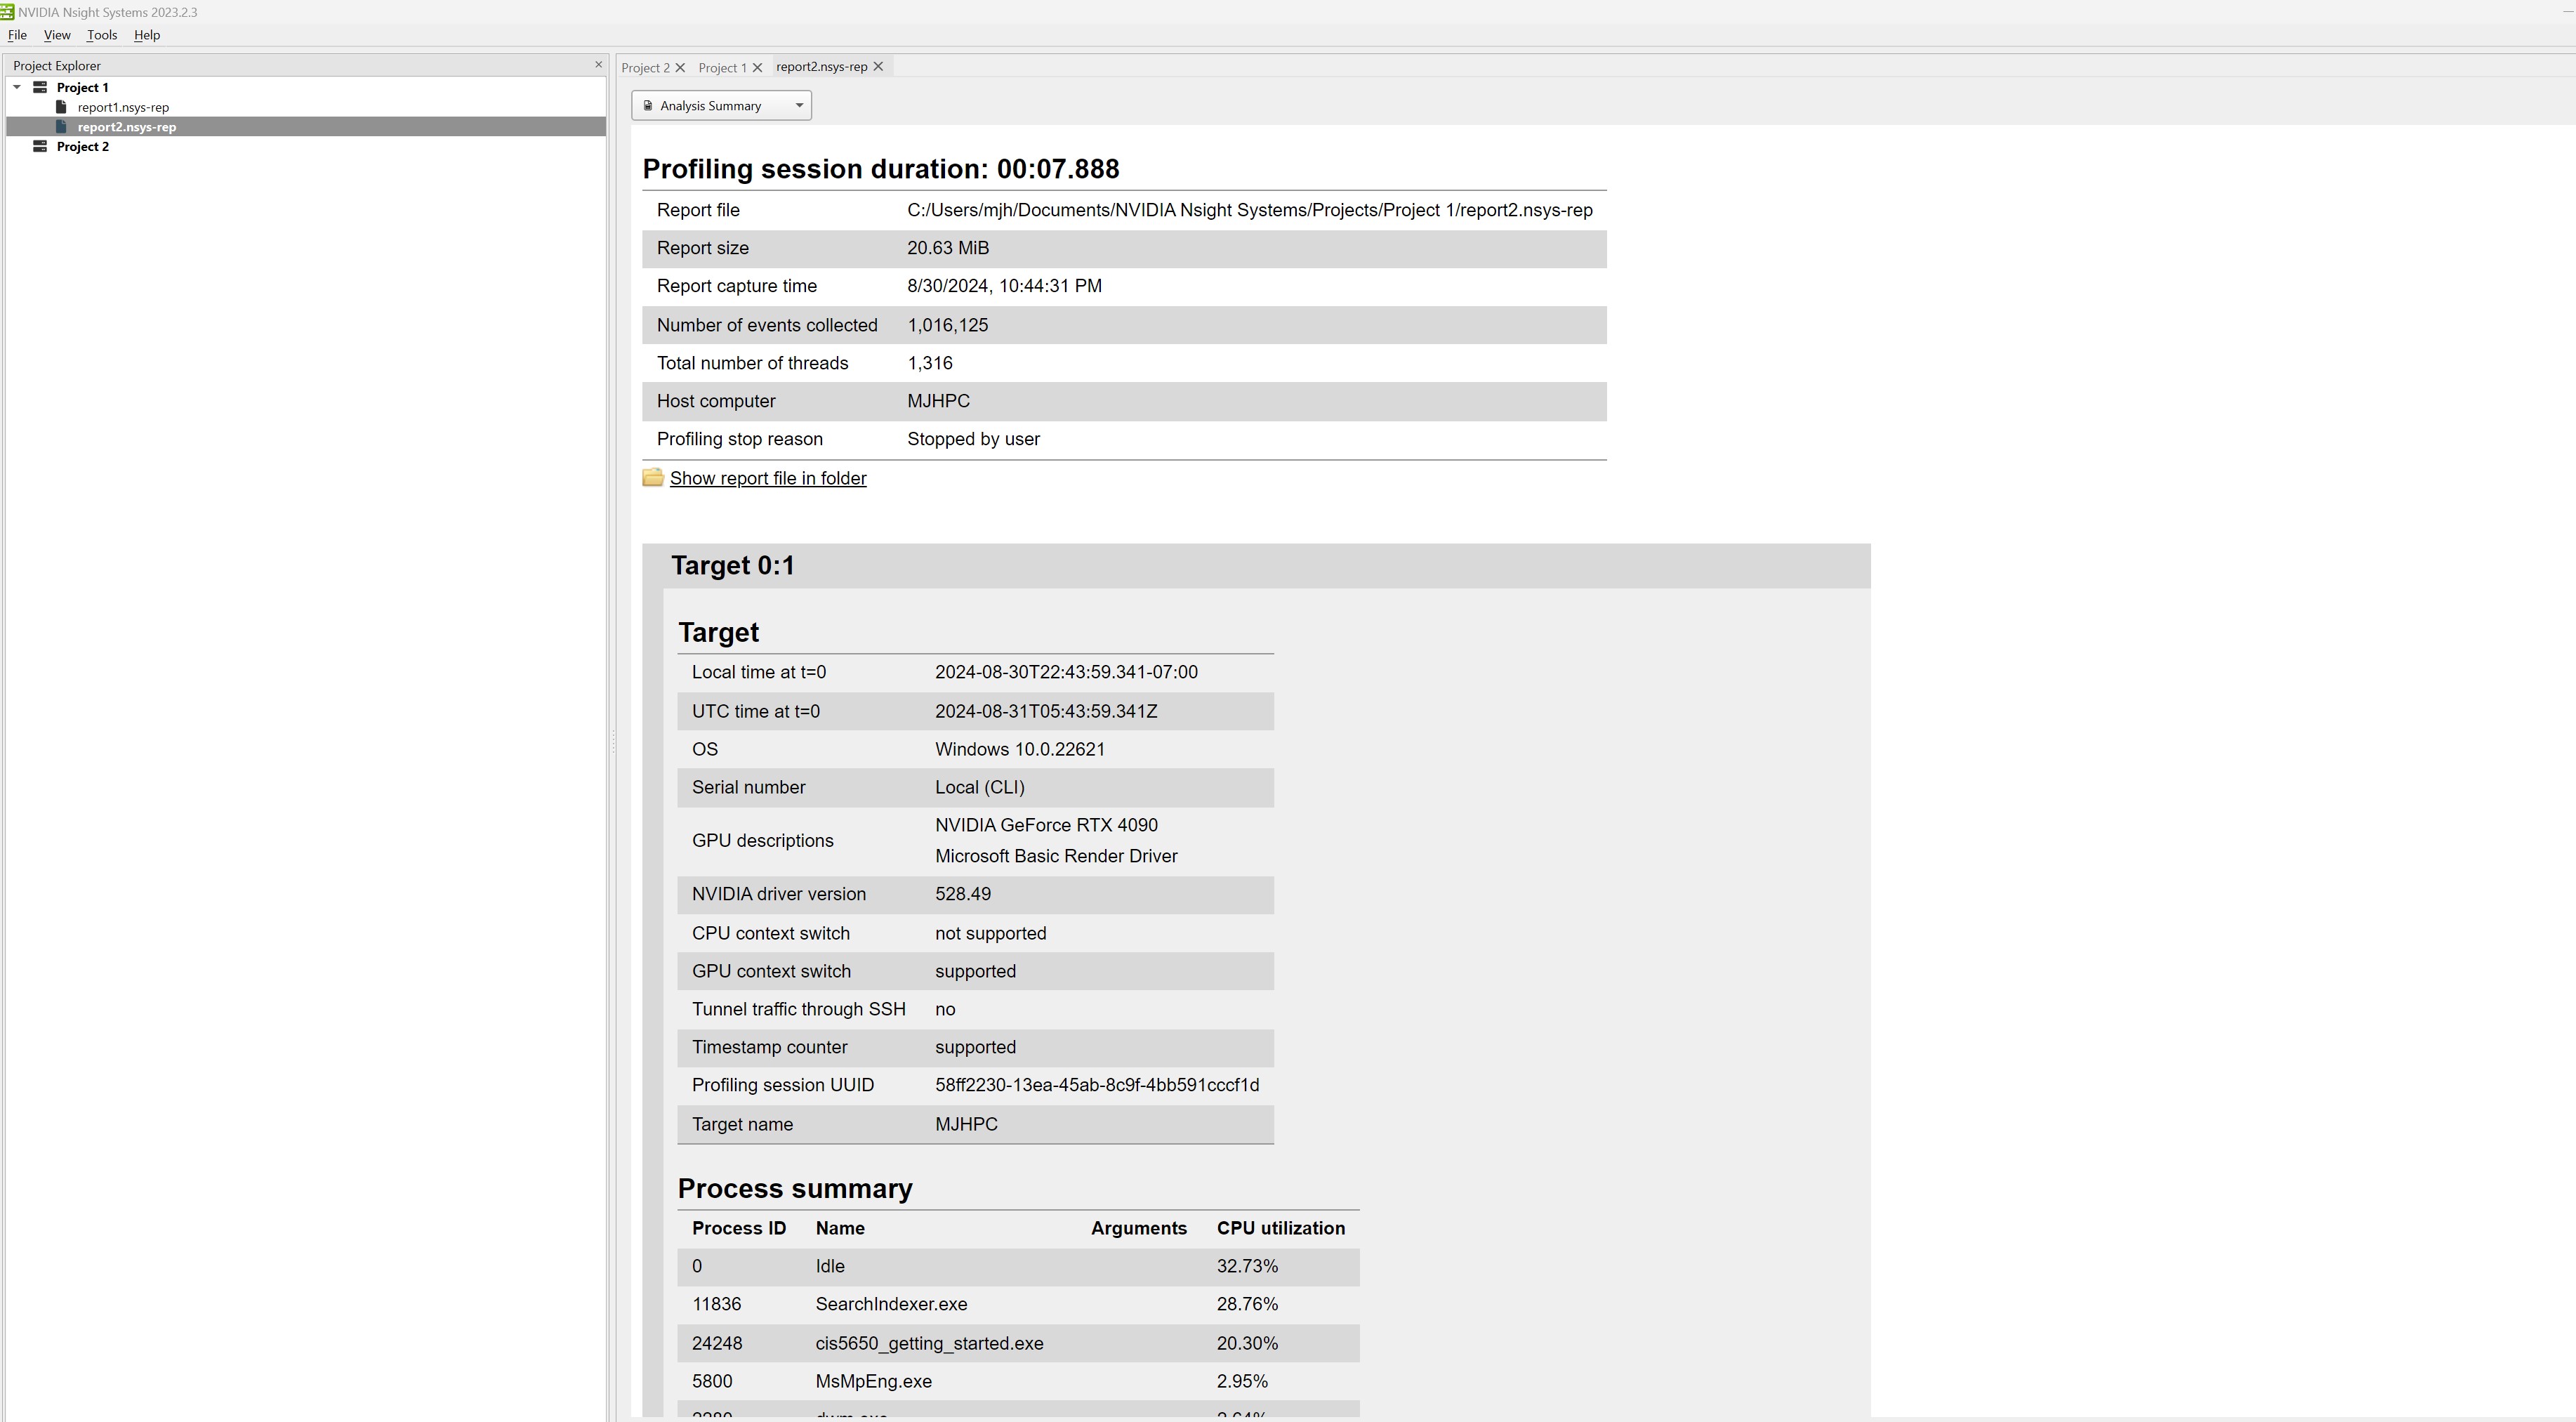 NVIDIA Nsight Systems 2023.2.3
File View Tools Help
Project Explorer
Project 1
report1.nsys-rep
report2.nsys-rep
Project 2
Project 2 Project 1 report2.nsys-rep
Analysis Summary
Profiling session duration: 00:07.888
Report file C:/Users/mjh/Documents/NVIDIA Nsight Systems/Projects/Project 1/report2.nsys-rep
Report size 20.63 MiB
Report capture time 8/30/2024, 10:44:31 PM
Number of events collected 1,016,125
Total number of threads 1,316
Host computer MJHPC
Profiling stop reason Stopped by user
Show report file in folder
Target 0:1
Target
Local time at t=0 2024-08-30T22:43:59.341-07:00
UTC time at t=0 2024-08-31T05:43:59.341Z
OS Windows 10.0.22621
Serial number Local (CLI)
GPU descriptions NVIDIA GeForce RTX 4090
Microsoft Basic Render Driver
NVIDIA driver version 528.49
CPU context switch not supported
GPU context switch supported
Tunnel traffic through SSH no
Timestamp counter supported
Profiling session UUID 58ff2230-13ea-45ab-8c9f-4bb591cccf1d
Target name MJHPC
Process summary
Process ID Name Arguments CPU utilization
0 Idle 32.73%
11836 SearchIndexer.exe 28.76%
24248 cis5650_getting_started.exe 20.30%
5800 MsMpEng.exe 2.95%